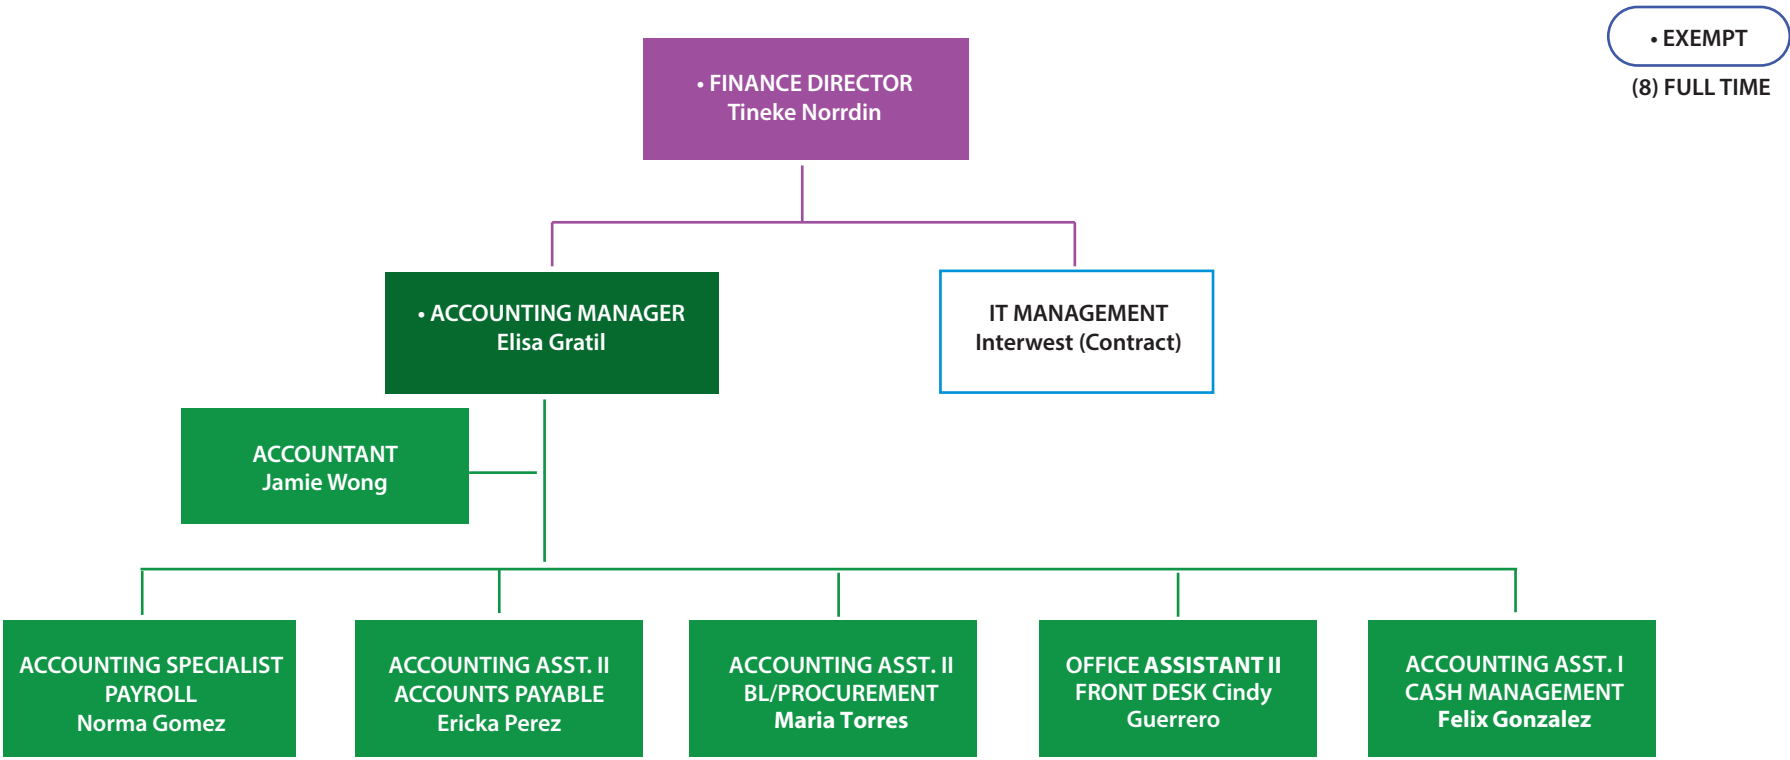 • EXEMPT
(8) FULL TIME
• FINANCE DIRECTOR
Tineke Norrdin
• ACCOUNTING MANAGER
Elisa Gratil
IT MANAGEMENT
Interwest (Contract)
ACCOUNTANT
Jamie Wong
ACCOUNTING SPECIALIST
PAYROLL
Norma Gomez
ACCOUNTING ASST. II
ACCOUNTS PAYABLE
Ericka Perez
ACCOUNTING ASST. II
BL/PROCUREMENT
Maria Torres
OFFICE ASSISTANT II
FRONT DESK Cindy
Guerrero
ACCOUNTING ASST. I
CASH MANAGEMENT
Felix Gonzalez